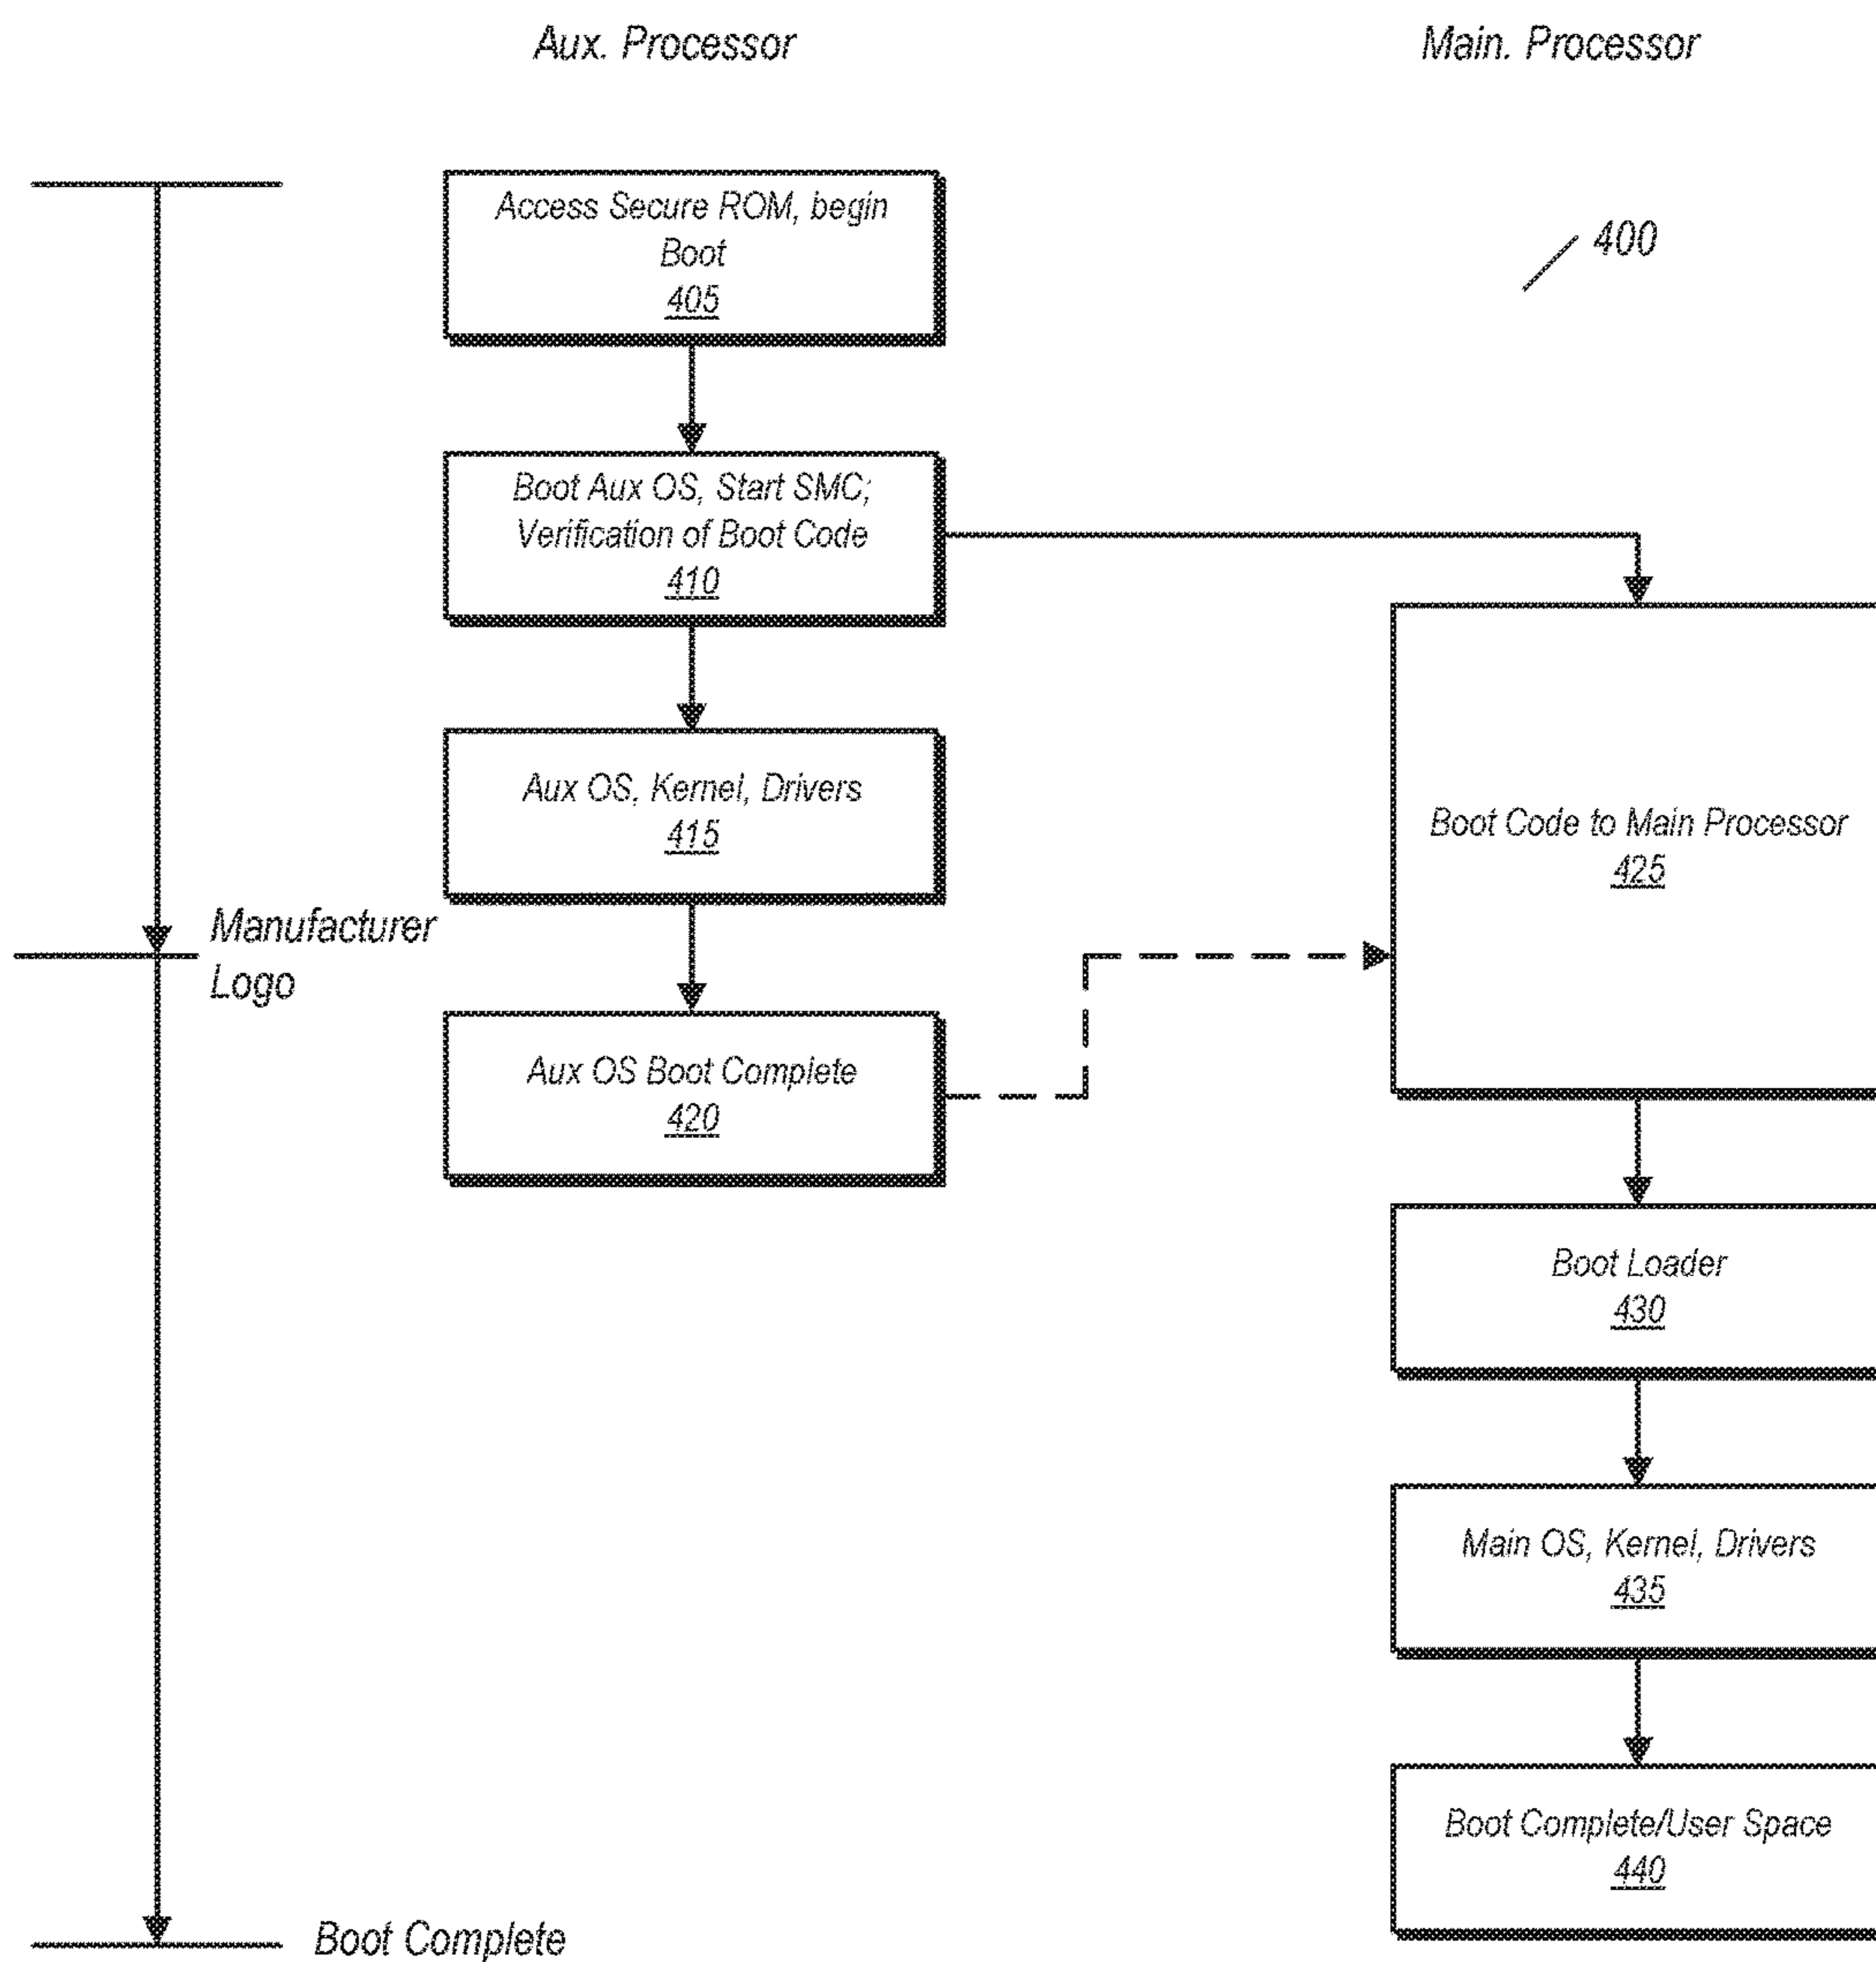 Aux. Processor
Main. Processor
400
Access Secure ROM, begin
Boot
405
Boot Aux OS, Start SMC;
Verification of Boot Code
410
Aux OS, Kernel, Drivers
415
Manufacturer
Logo
Aux OS Boot Complete
420
Boot Code to Main Processor
425
Boot Loader
430
Main OS, Kernel, Drivers
435
Boot Complete/User Space
440
Boot Complete